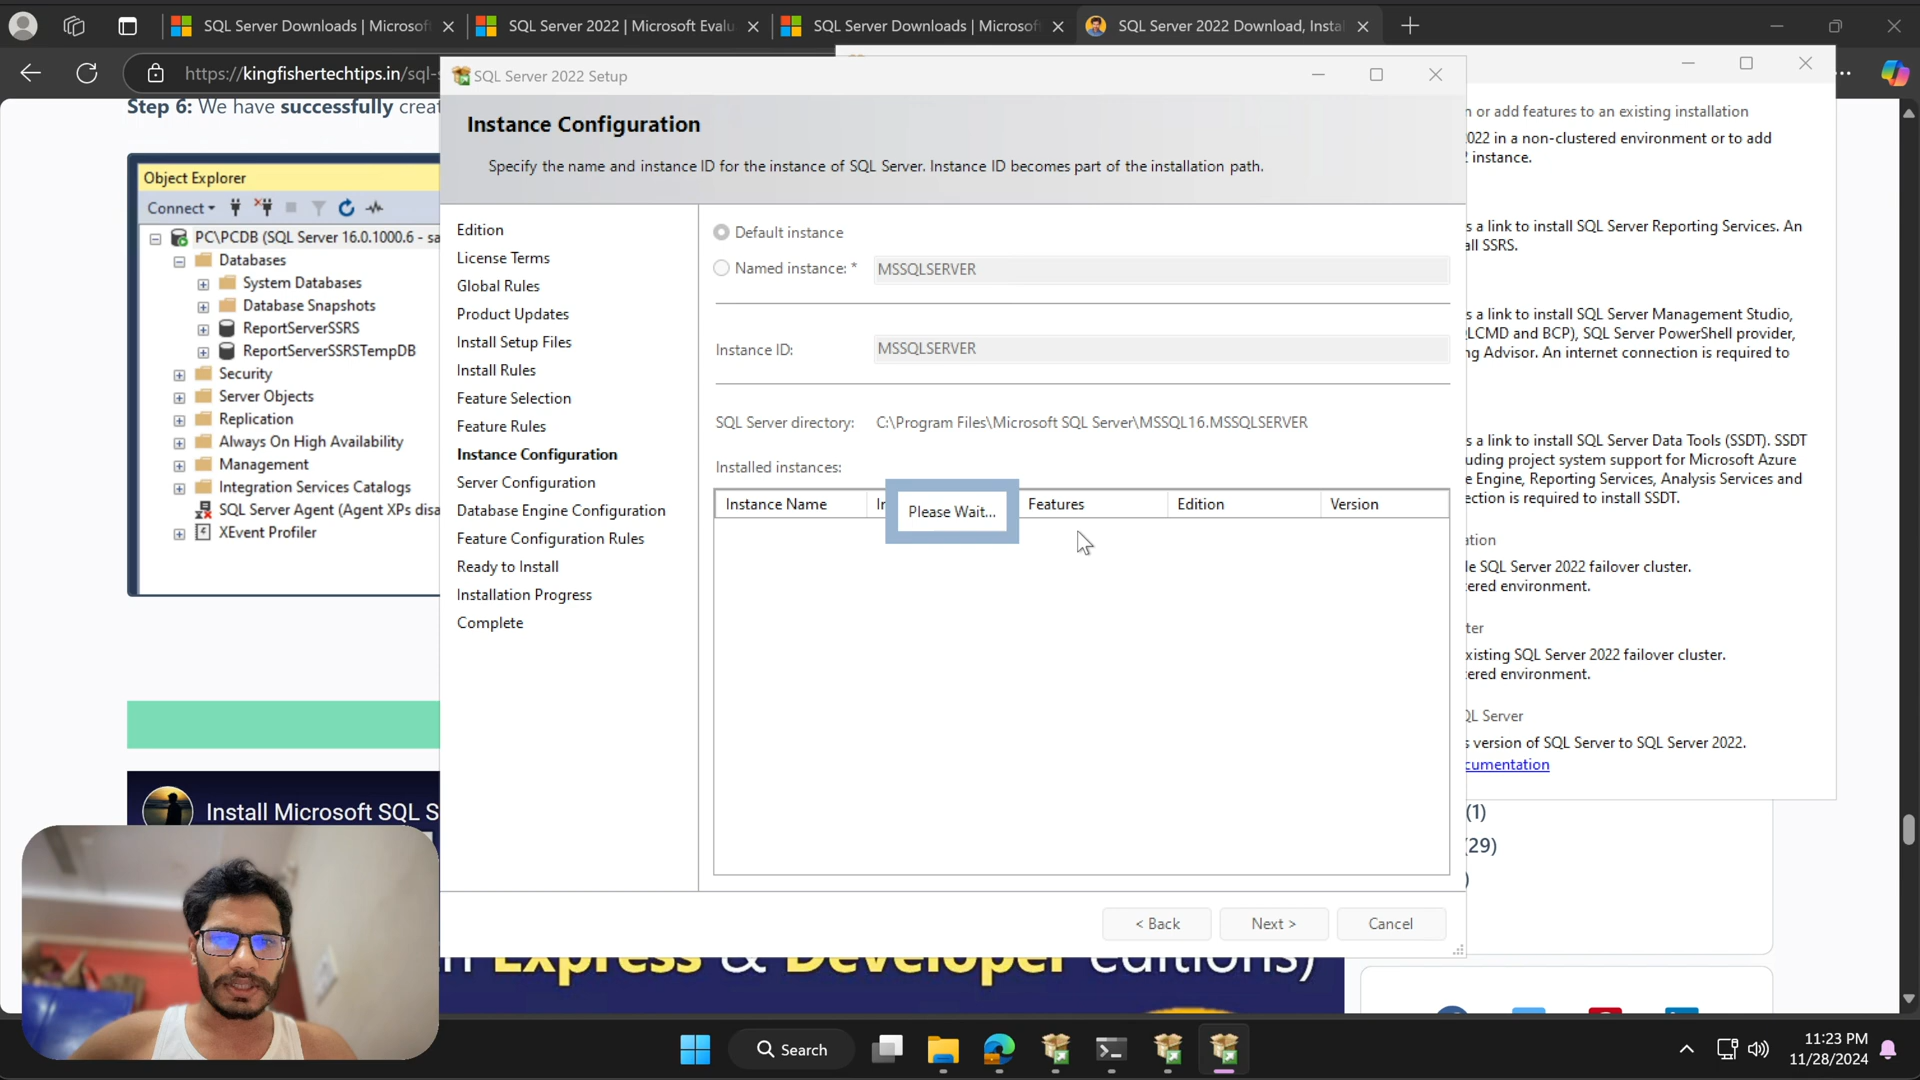 SQL Server Downloads | Microsof
SQL Server 2022 | Microsoft Evalu
SQL Server Downloads | Microsof
SQL Server 2022 Download, Insta
https://kingfishertechtips.in/sql-s
Step 6: We have successfully creat
Object Explorer
Connect
PC\PCDB (SQL Server 16.0.1000.6 - sa
Databases
System Databases
Database Snapshots
ReportServerSSRS
ReportServerSSRSTempDB
Security
Server Objects
Replication
Always On High Availability
Management
Integration Services Catalogs
SQL Server Agent (Agent XPs disa
XEvent Profiler
Install Microsoft SQL S
SQL Server 2022 Setup
Instance Configuration
Specify the name and instance ID for the instance of SQL Server. Instance ID becomes part of the installation path.
Edition
License Terms
Global Rules
Product Updates
Install Setup Files
Install Rules
Feature Selection
Feature Rules
Instance Configuration
Server Configuration
Database Engine Configuration
Feature Configuration Rules
Ready to Install
Installation Progress
Complete
Default instance
Named instance: * MSSQLSERVER
Instance ID: MSSQLSERVER
SQL Server directory: C:\Program Files\Microsoft SQL Server\MSSQL16.MSSQLSERVER
Installed instances:
Instance Name In Features Edition Version
Please Wait...
< Back Next > Cancel
n or add features to an existing installation
022 in a non-clustered environment or to add
instance.
s a link to install SQL Server Reporting Services. An
all SSRS.
s a link to install SQL Server Management Studio,
LCMD and BCP), SQL Server PowerShell provider,
ng Advisor. An internet connection is required to
s a link to install SQL Server Data Tools (SSDT). SSDT
uding project system support for Microsoft Azure
e Engine, Reporting Services, Analysis Services and
ection is required to install SSDT.
ation
le SQL Server 2022 failover cluster.
ered environment.
ter
xisting SQL Server 2022 failover cluster.
ered environment.
QL Server
s version of SQL Server to SQL Server 2022.
cumentation
(1)
(29)
)
Express & Developer editions)
Search
11:23 PM
11/28/2024